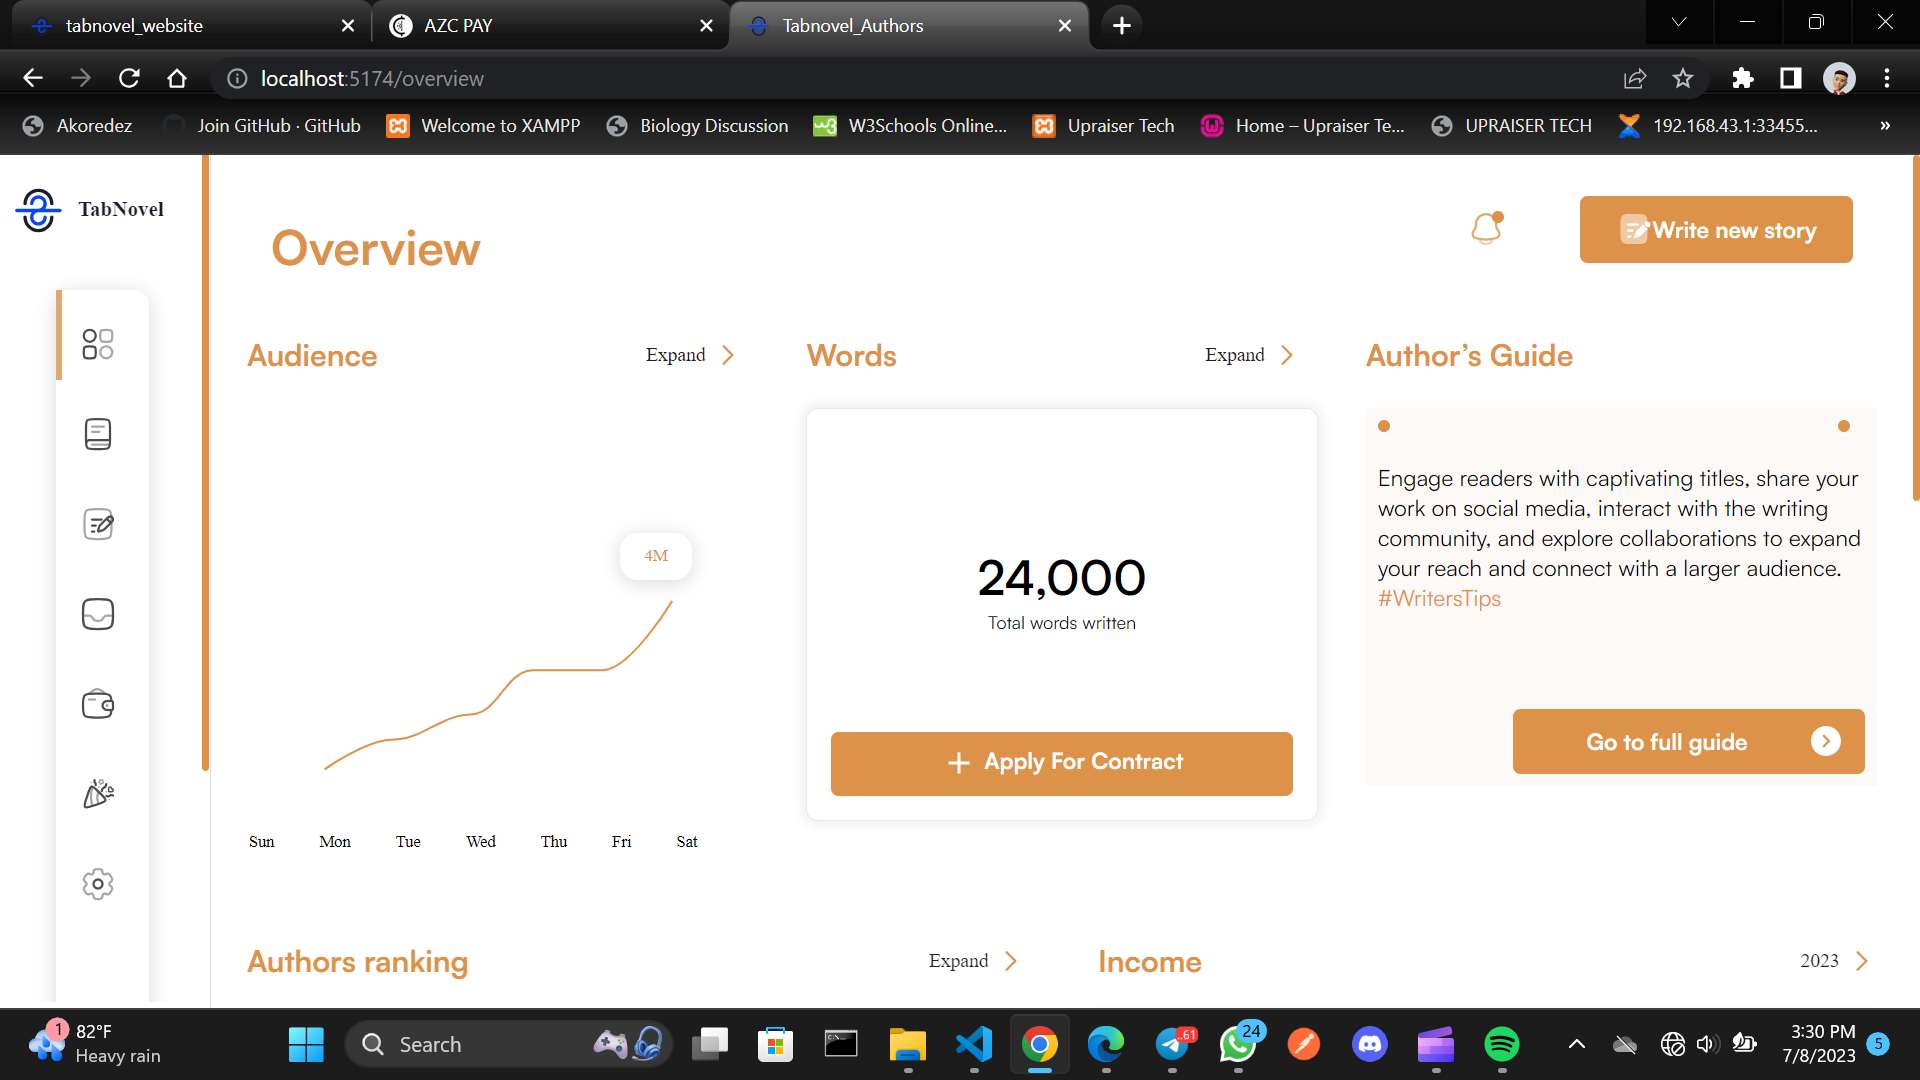 tabnovel_website
AZC PAY
Tabnovel_Authors
localhost:5174/overview
Akoredez
Join GitHub · GitHub
Welcome to XAMPP
Biology Discussion
W3Schools Online...
Upraiser Tech
Home – Upraiser Te...
UPRAISER TECH
192.168.43.1:33455...
»
TabNovel
Overview
Write new story
Audience
Expand
Words
Expand
Author’s Guide
4M
Sun Mon Tue Wed Thu Fri Sat
24,000
Total words written
+ Apply For Contract
Engage readers with captivating titles, share your
work on social media, interact with the writing
community, and explore collaborations to expand
your reach and connect with a larger audience.
#WritersTips
Go to full guide
Authors ranking
Expand
Income
2023
1
82°F
Heavy rain
Search
..61
24
3:30 PM
7/8/2023
5